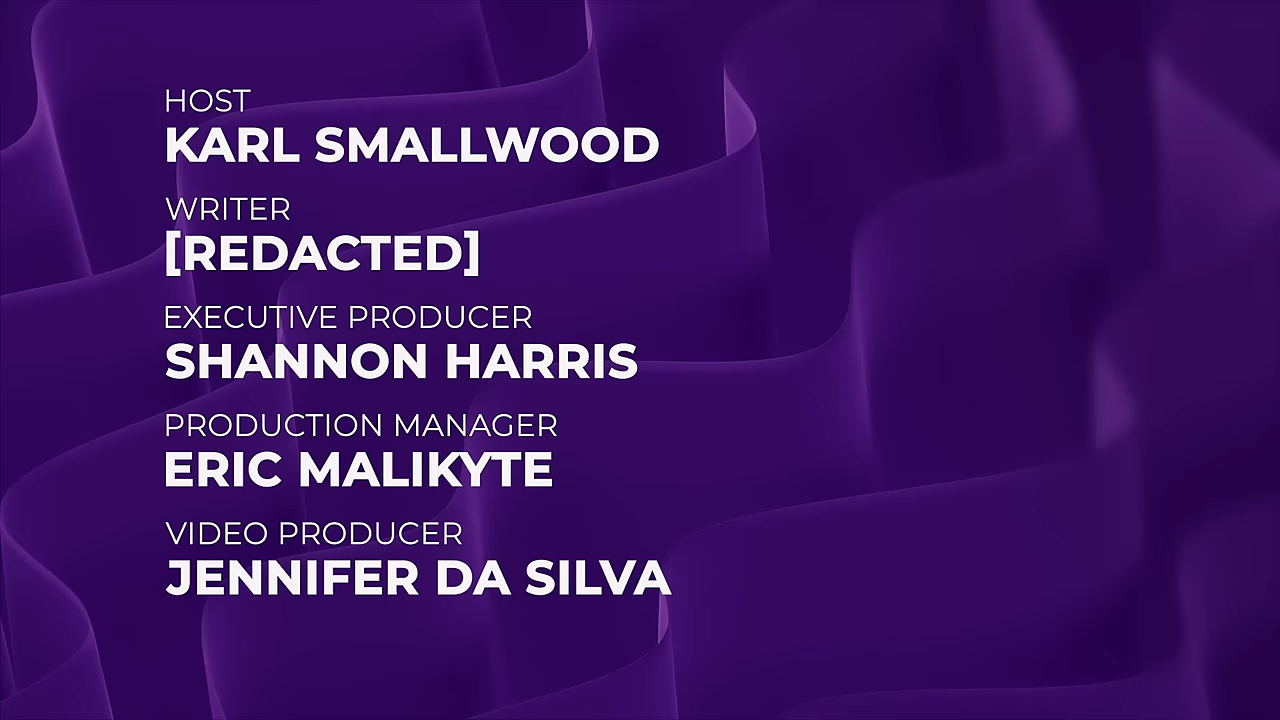 HOST
KARL SMALLWOOD
WRITER
[REDACTED]
EXECUTIVE PRODUCER
SHANNON HARRIS
PRODUCTION MANAGER
ERIC MALIKYTE
VIDEO PRODUCER
JENNIFER DA SILVA